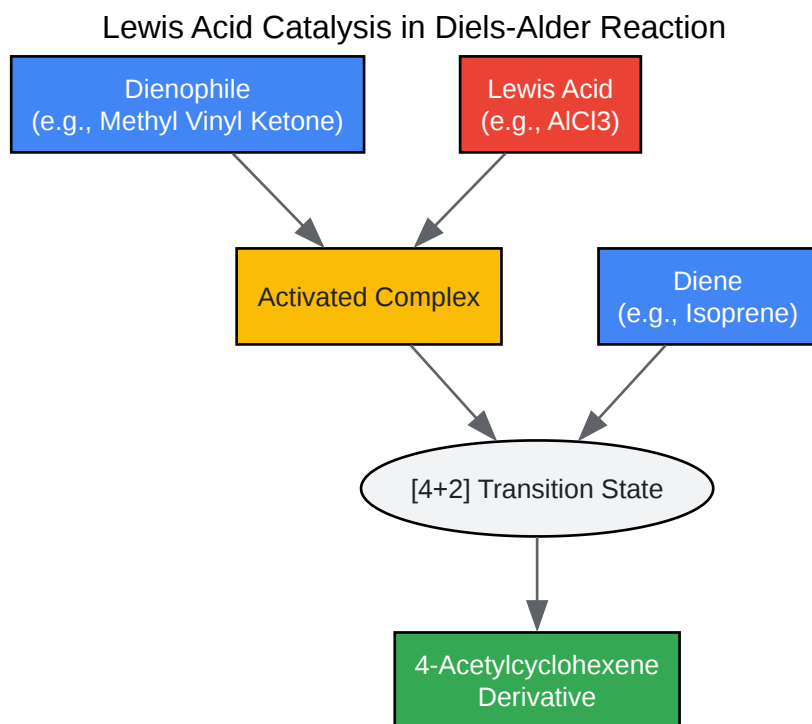 Lewis Acid Catalysis in Diels-Alder Reaction
Dienophile
(e.g., Methyl Vinyl Ketone)
Lewis Acid
(e.g., AlCl3)
Activated Complex
Diene
(e.g., Isoprene)
[4+2] Transition State
4-Acetylcyclohexene
Derivative